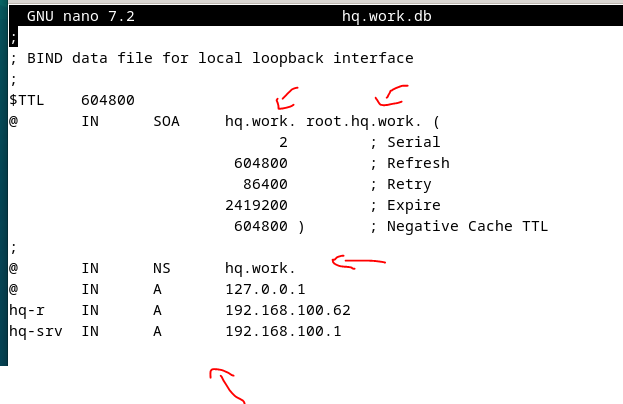 GNU nano 7.2 hq.work.db
;
; BIND data file for local loopback interface
;
$TTL 604800
@ IN SOA hq.work. root.hq.work. (
2 ; Serial
604800 ; Refresh
86400 ; Retry
2419200 ; Expire
604800 ) ; Negative Cache TTL
;
@ IN NS hq.work.
@ IN A 127.0.0.1
hq-r IN A 192.168.100.62
hq-srv IN A 192.168.100.1